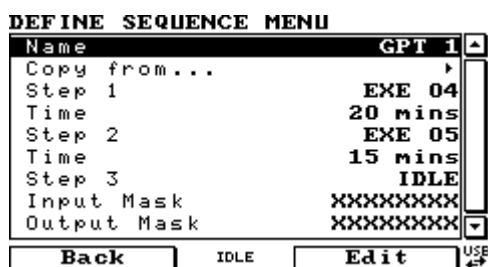 DEFINE SEQUENCE MENU
Name GPT 1
Copy from...
Step 1 EXE 04
Time 20 mins
Step 2 EXE 05
Time 15 mins
Step 3 IDLE
Input Mask XXXXXXXX
Output Mask XXXXXXXX
Back IDLE Edit USB